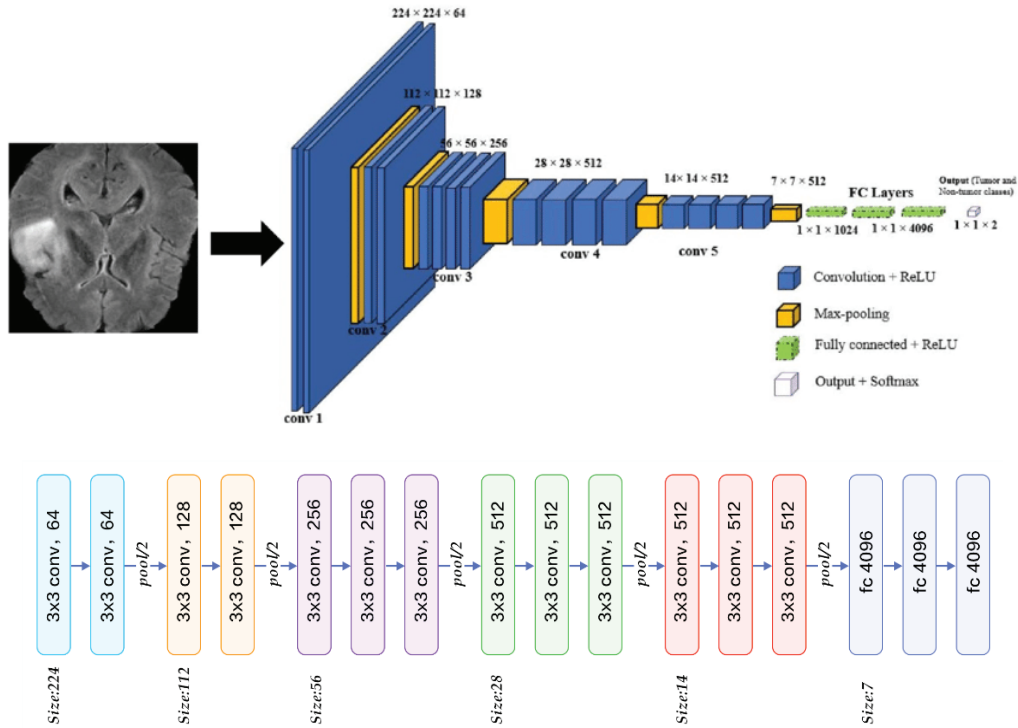 224 × 224 × 64
112 × 112 × 128
56 × 56 × 256
28 × 28 × 512
14× 14 × 512
7 × 7 × 512
FC Layers
Output (Tumor and
Non-tumor classes)
1 × 1 × 1024
1 × 1 × 4096
1 × 1 × 2
conv 1
conv 2
conv 3
conv 4
conv 5
Convolution + ReLU
Max-pooling
Fully connected + ReLU
Output + Softmax
3x3 conv, 64
3x3 conv, 64
pool/2
3x3 conv, 128
3x3 conv, 128
pool/2
3x3 conv, 256
3x3 conv, 256
3x3 conv, 256
pool/2
3x3 conv, 512
3x3 conv, 512
3x3 conv, 512
pool/2
3x3 conv, 512
3x3 conv, 512
3x3 conv, 512
pool/2
fc 4096
fc 4096
fc 4096
Size:224
Size:112
Size:56
Size:28
Size:14
Size:7